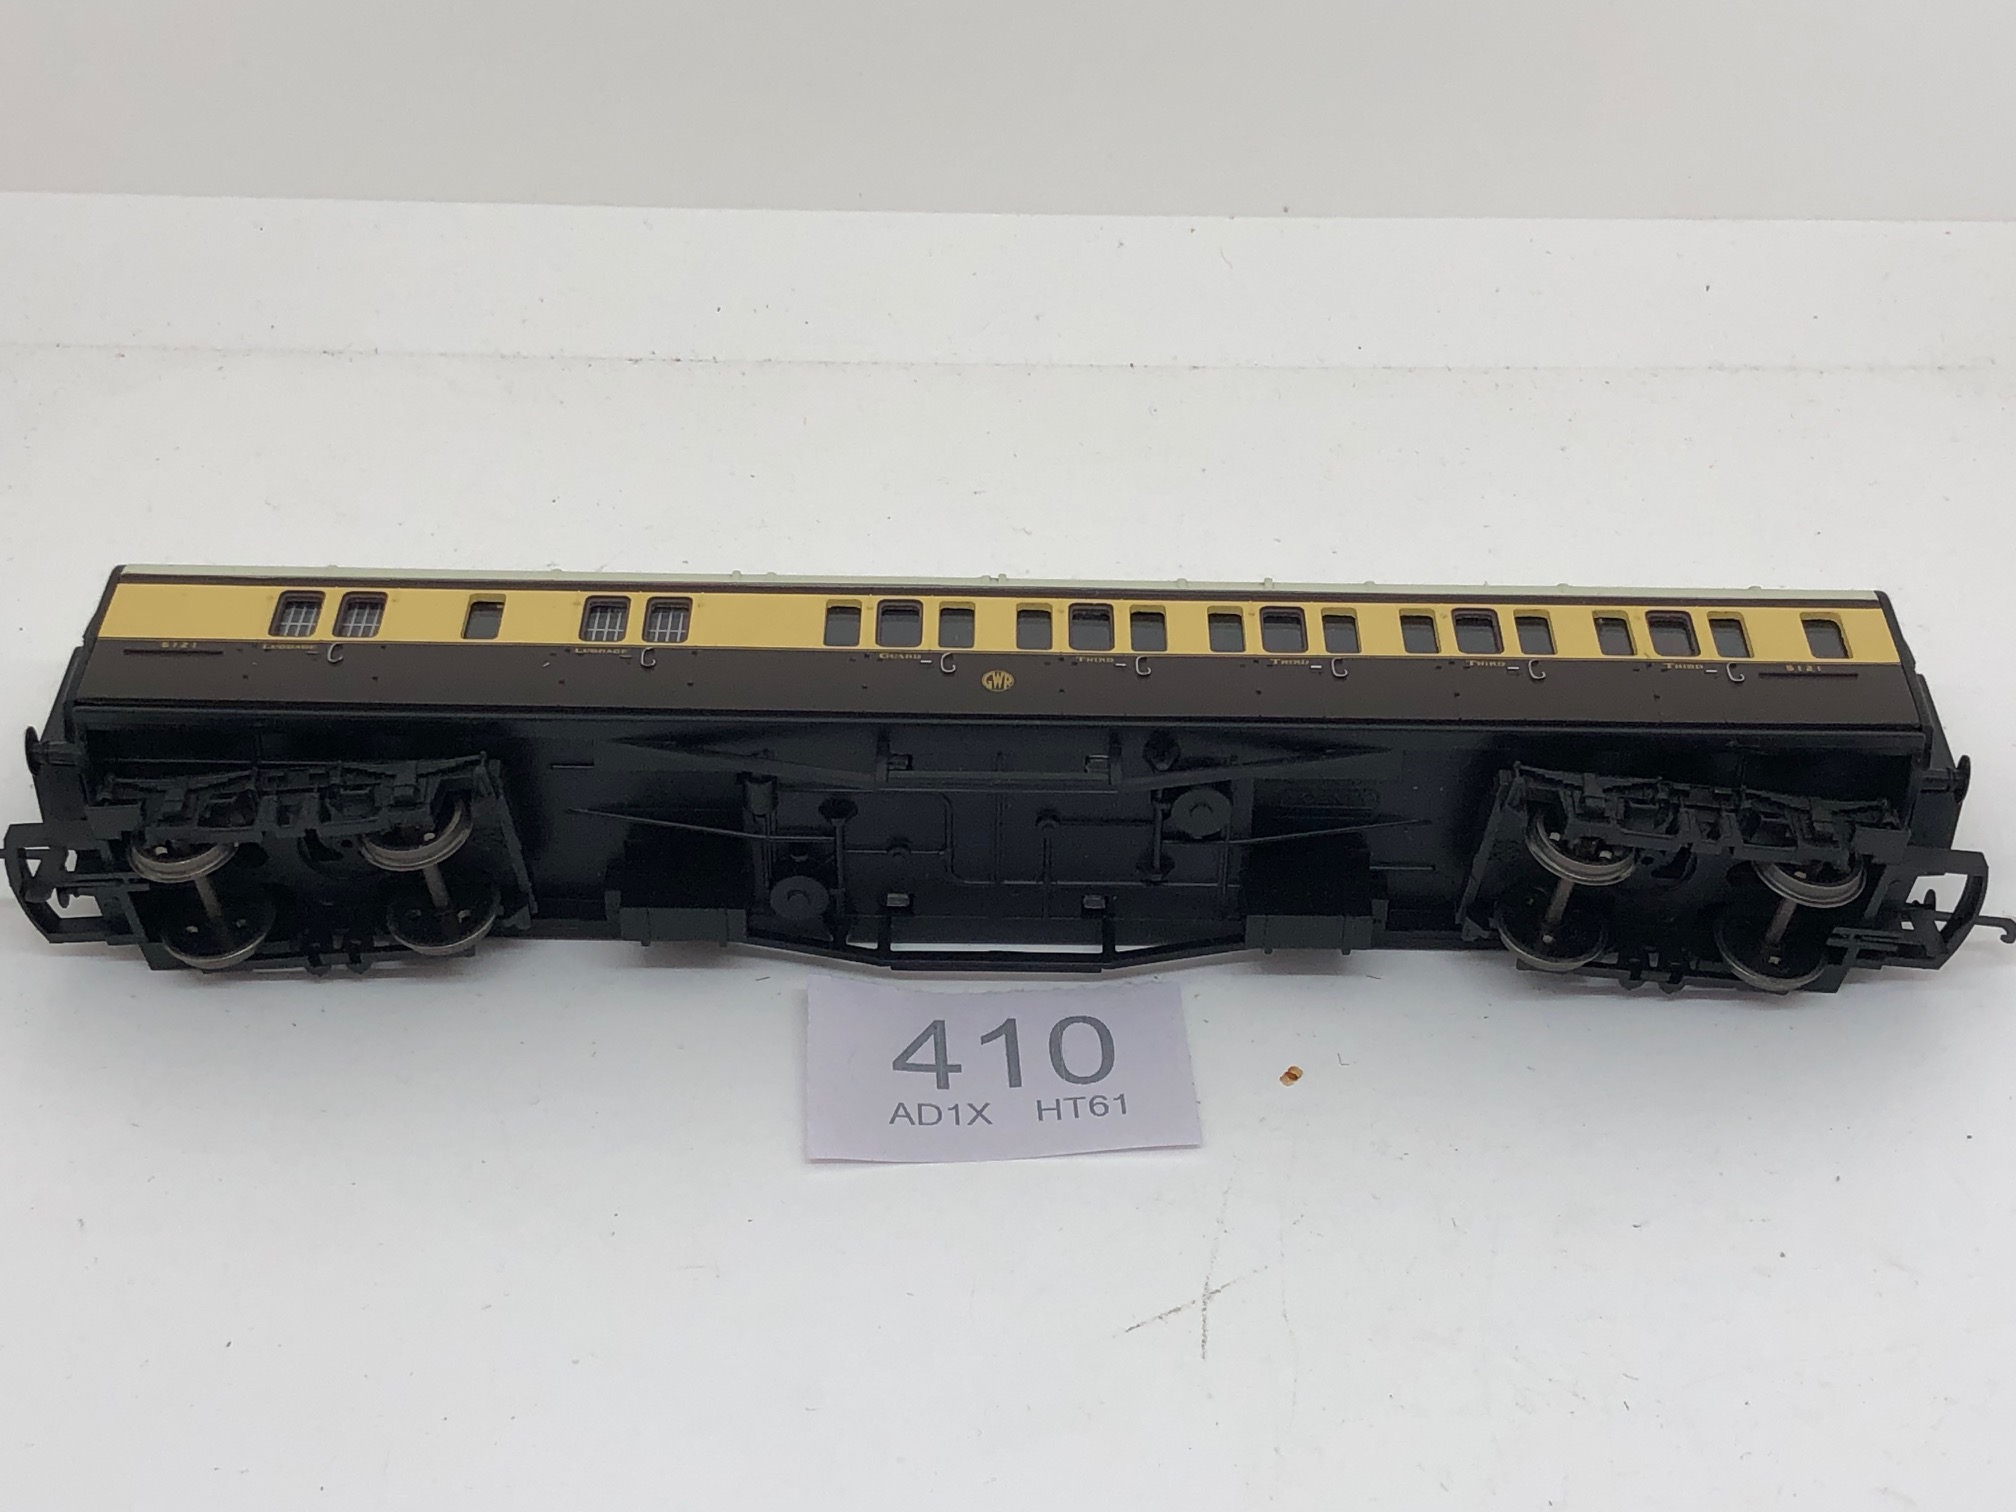 5121 LUGGAGE LUGGAGE GUARD THIRD THIRD THIRD THIRD 5121
GWR
410
AD1X HT61